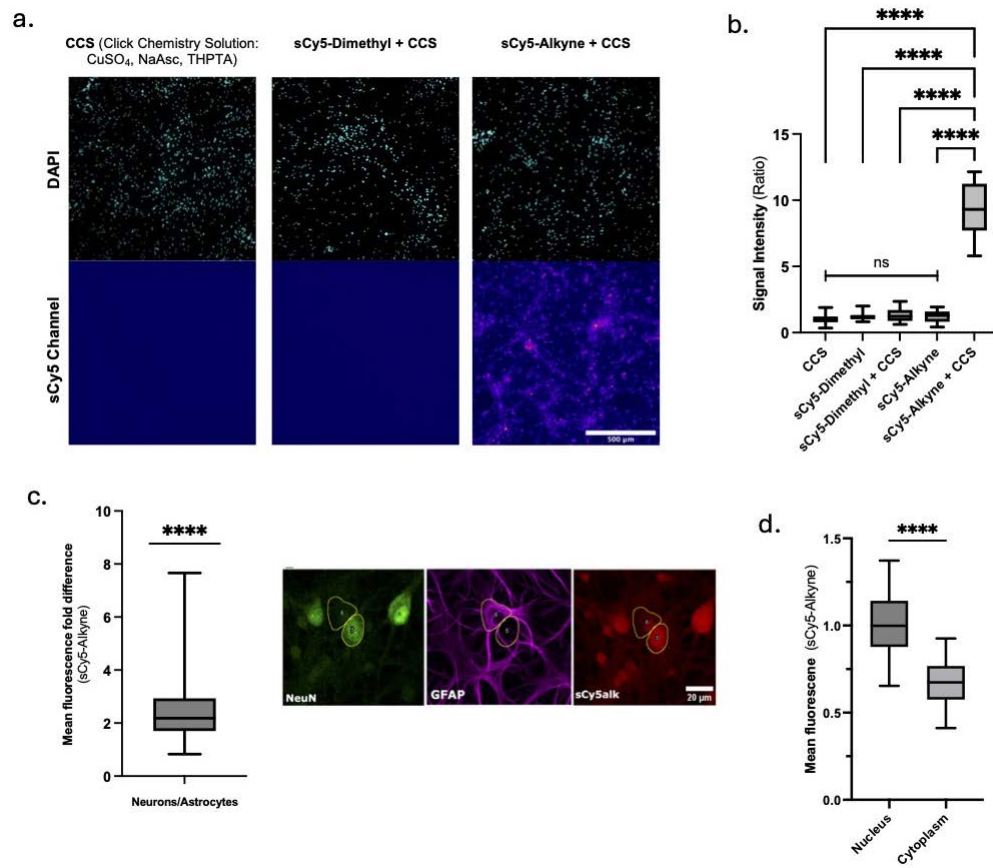 a.
CCS (Click Chemistry Solution:
CuSO₄, NaAsc, THPTA)
sCy5-Dimethyl + CCS
sCy5-Alkyne + CCS
DAPI
sCy5 Channel
500 µm
b.
****
****
****
****
ns
Signal Intensity (Ratio)
15
10
5
0
CCS
sCy5-Dimethyl
sCy5-Dimethyl + CCS
sCy5-Alkyne
sCy5-Alkyne + CCS
c.
Mean fluorescence fold difference
(sCy5-Alkyne)
10
8
6
4
2
0
****
Neurons/Astrocytes
NeuN
GFAP
sCy5alk
20 µm
d.
****
Mean fluorescene (sCy5-Alkyne)
1.5
1.0
0.5
0.0
Nucleus
Cytoplasm